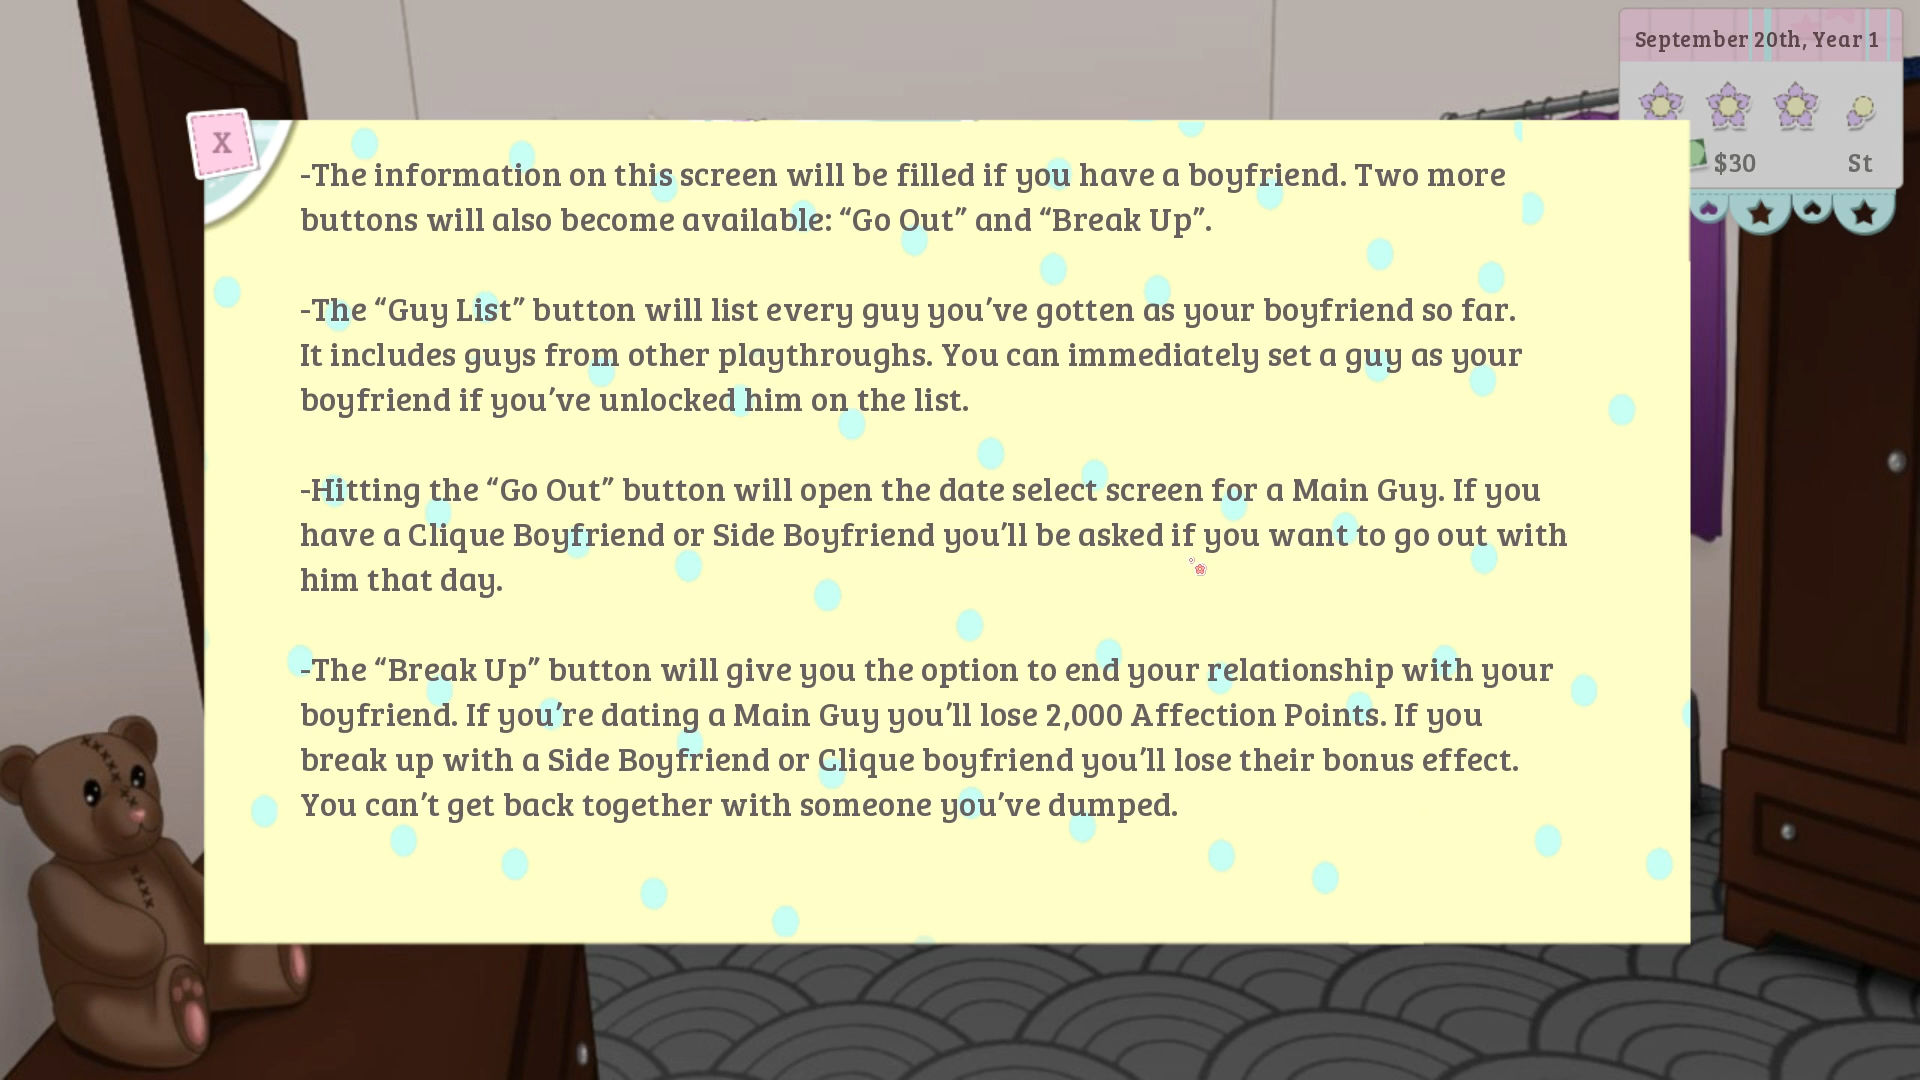 September 20th, Year 1
$30
St
X
-The information on this screen will be filled if you have a boyfriend. Two more
buttons will also become available: “Go Out” and “Break Up”.
-The “Guy List” button will list every guy you’ve gotten as your boyfriend so far.
It includes guys from other playthroughs. You can immediately set a guy as your
boyfriend if you’ve unlocked him on the list.
-Hitting the “Go Out” button will open the date select screen for a Main Guy. If you
have a Clique Boyfriend or Side Boyfriend you’ll be asked if you want to go out with
him that day.
-The “Break Up” button will give you the option to end your relationship with your
boyfriend. If you’re dating a Main Guy you’ll lose 2,000 Affection Points. If you
break up with a Side Boyfriend or Clique boyfriend you’ll lose their bonus effect.
You can’t get back together with someone you’ve dumped.